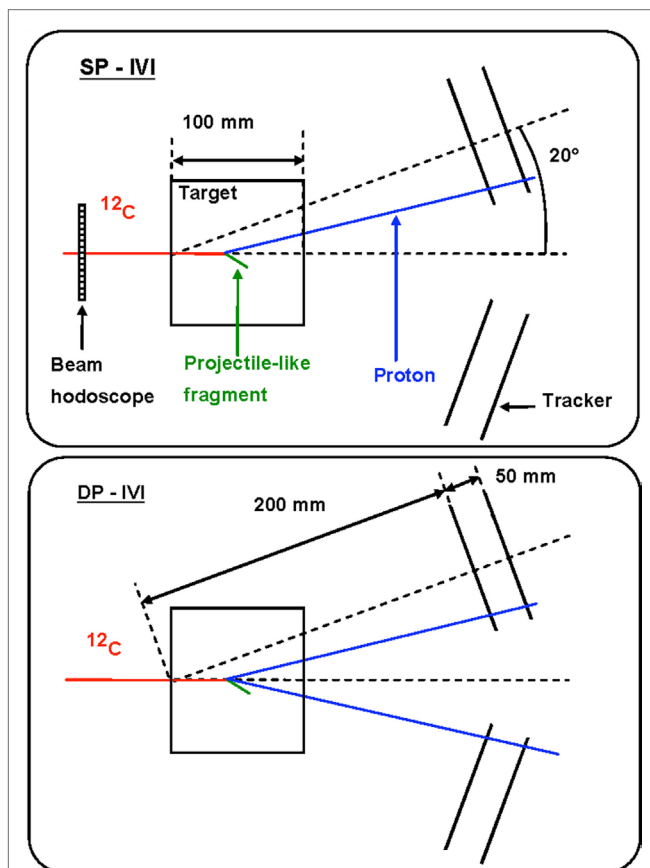 SP - IVI
100 mm
20°
Target
12C
Beam
hodoscope
Projectile-like
fragment
Proton
Tracker
DP - IVI
50 mm
200 mm
12C